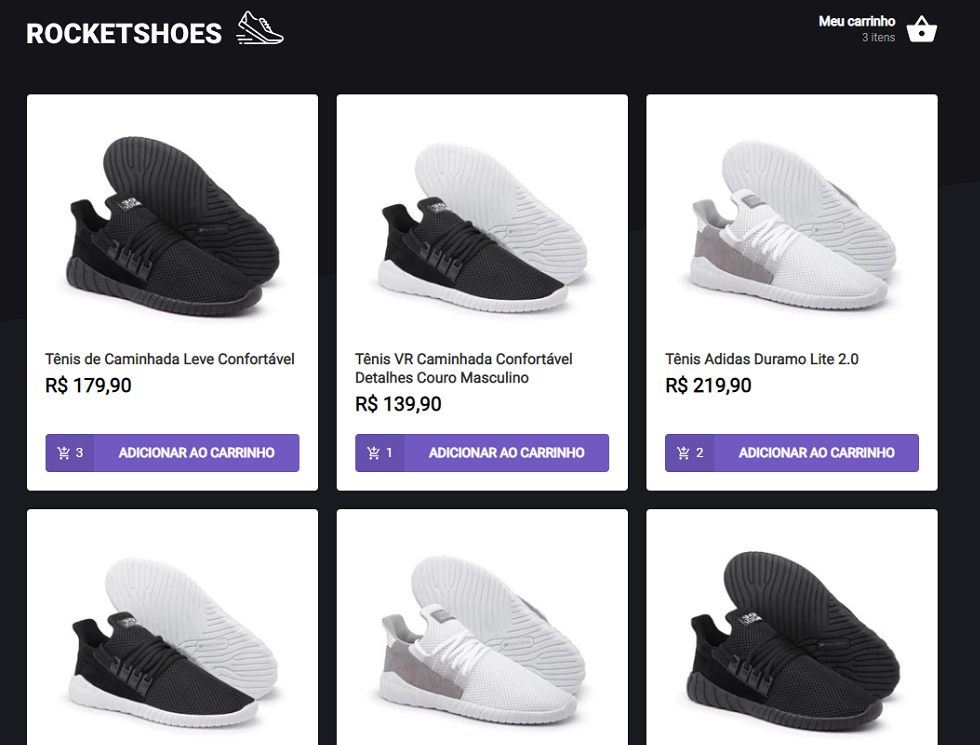 ROCKETSHOES
Meu carrinho
3 itens
Tênis de Caminhada Leve Confortável
R$ 179,90
3 ADICIONAR AO CARRINHO
Tênis VR Caminhada Confortável
Detalhes Couro Masculino
R$ 139,90
1 ADICIONAR AO CARRINHO
Tênis Adidas Duramo Lite 2.0
R$ 219,90
2 ADICIONAR AO CARRINHO